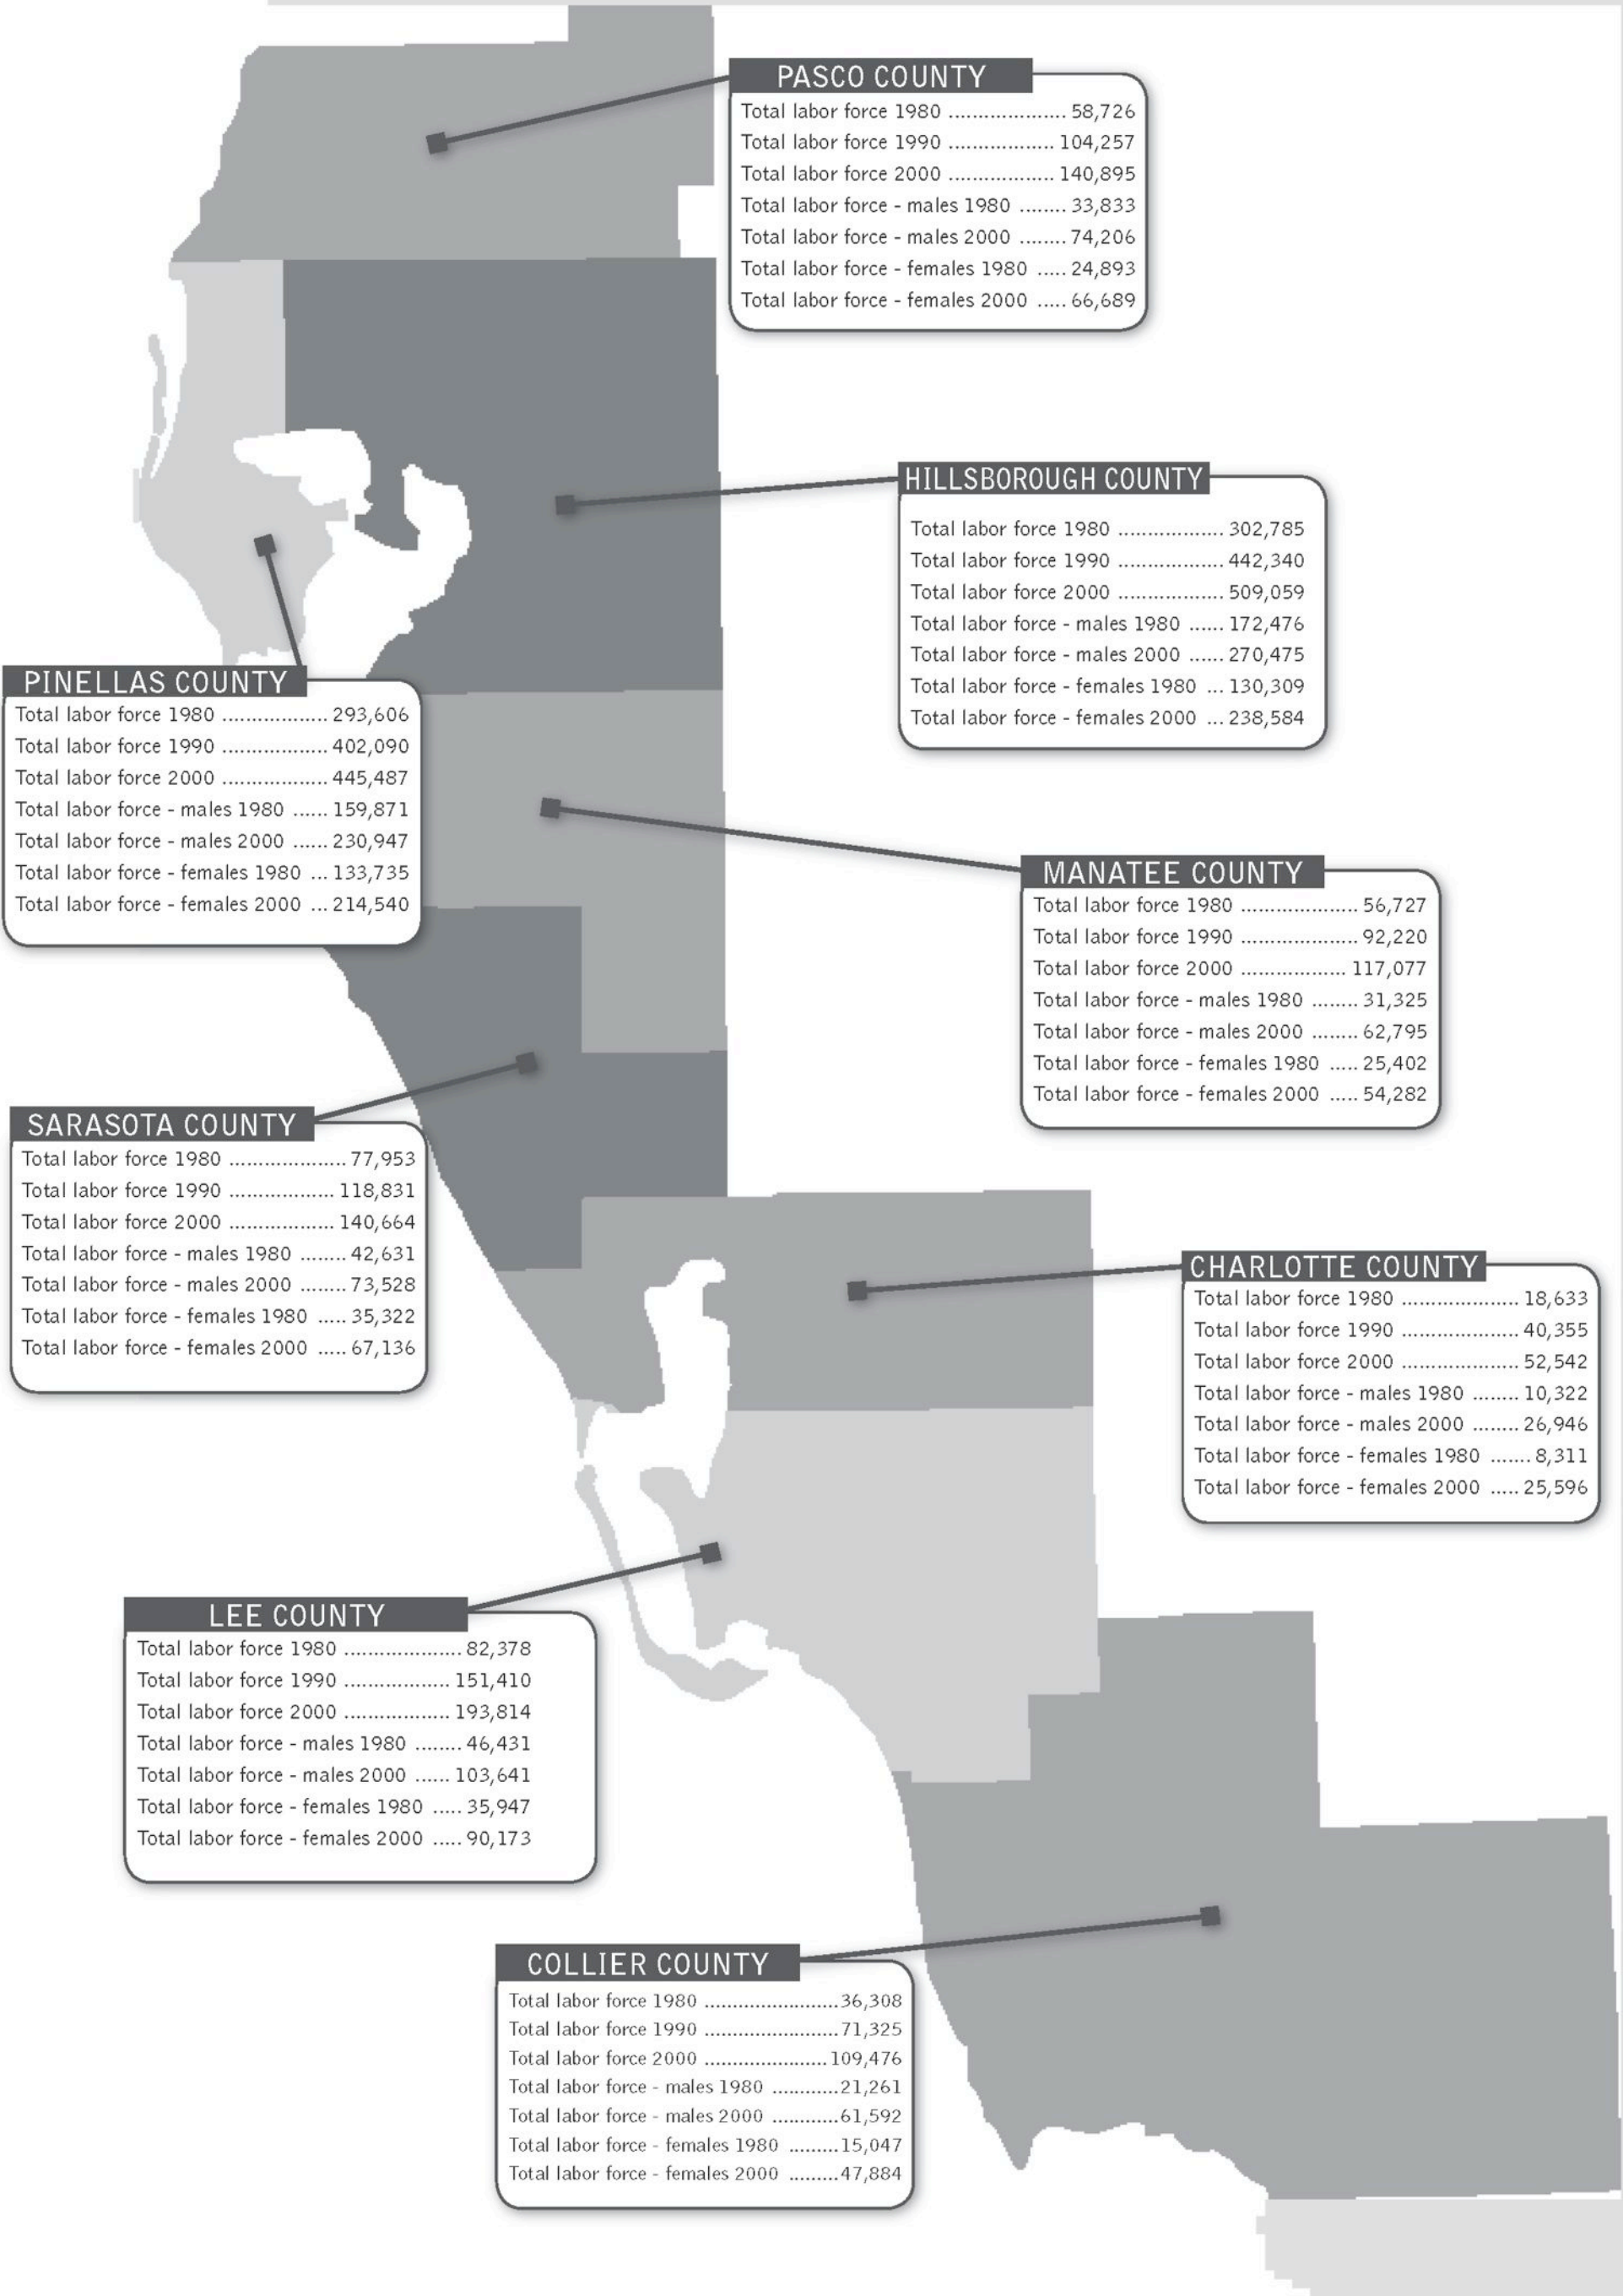 PASCO COUNTY
Total labor force 1980 .................... 58,726
Total labor force 1990 .................. 104,257
Total labor force 2000 .................. 140,895
Total labor force - males 1980 ........ 33,833
Total labor force - males 2000 ........ 74,206
Total labor force - females 1980 ..... 24,893
Total labor force - females 2000 ..... 66,689
HILLSBOROUGH COUNTY
Total labor force 1980 .................. 302,785
Total labor force 1990 .................. 442,340
Total labor force 2000 .................. 509,059
Total labor force - males 1980 ...... 172,476
Total labor force - males 2000 ...... 270,475
Total labor force - females 1980 ... 130,309
Total labor force - females 2000 ... 238,584
PINELLAS COUNTY
Total labor force 1980 .................. 293,606
Total labor force 1990 .................. 402,090
Total labor force 2000 .................. 445,487
Total labor force - males 1980 ...... 159,871
Total labor force - males 2000 ...... 230,947
Total labor force - females 1980 ... 133,735
Total labor force - females 2000 ... 214,540
MANATEE COUNTY
Total labor force 1980 .................... 56,727
Total labor force 1990 .................... 92,220
Total labor force 2000 .................. 117,077
Total labor force - males 1980 ........ 31,325
Total labor force - males 2000 ........ 62,795
Total labor force - females 1980 ..... 25,402
Total labor force - females 2000 ..... 54,282
SARASOTA COUNTY
Total labor force 1980 .................... 77,953
Total labor force 1990 .................. 118,831
Total labor force 2000 .................. 140,664
Total labor force - males 1980 ........ 42,631
Total labor force - males 2000 ........ 73,528
Total labor force - females 1980 ..... 35,322
Total labor force - females 2000 ..... 67,136
CHARLOTTE COUNTY
Total labor force 1980 .................... 18,633
Total labor force 1990 .................... 40,355
Total labor force 2000 .................... 52,542
Total labor force - males 1980 ........ 10,322
Total labor force - males 2000 ........ 26,946
Total labor force - females 1980 ....... 8,311
Total labor force - females 2000 ..... 25,596
LEE COUNTY
Total labor force 1980 .................... 82,378
Total labor force 1990 .................. 151,410
Total labor force 2000 .................. 193,814
Total labor force - males 1980 ........ 46,431
Total labor force - males 2000 ...... 103,641
Total labor force - females 1980 ..... 35,947
Total labor force - females 2000 ..... 90,173
COLLIER COUNTY
Total labor force 1980 ........................36,308
Total labor force 1990 ........................71,325
Total labor force 2000 ......................109,476
Total labor force - males 1980 ............21,261
Total labor force - males 2000 ............61,592
Total labor force - females 1980 .........15,047
Total labor force - females 2000 .........47,884